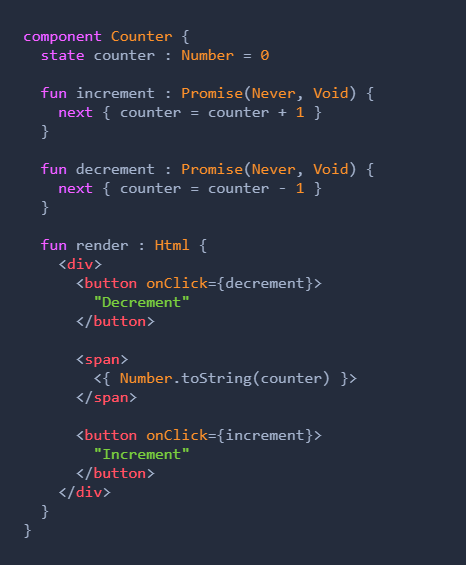 component Counter {
  state counter : Number = 0

  fun increment : Promise(Never, Void) {
    next { counter = counter + 1 }
  }

  fun decrement : Promise(Never, Void) {
    next { counter = counter - 1 }
  }

  fun render : Html {
    <div>
      <button onClick={decrement}>
        "Decrement"
      </button>

      <span>
        <{ Number.toString(counter) }>
      </span>

      <button onClick={increment}>
        "Increment"
      </button>
    </div>
  }
}